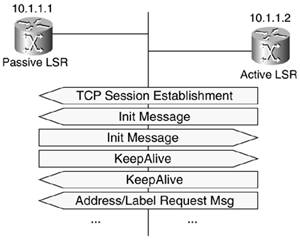 10.1.1.1
Passive LSR
10.1.1.2
Active LSR
TCP Session Establishment
Init Message
Init Message
KeepAlive
KeepAlive
Address/Label Request Msg
... ...